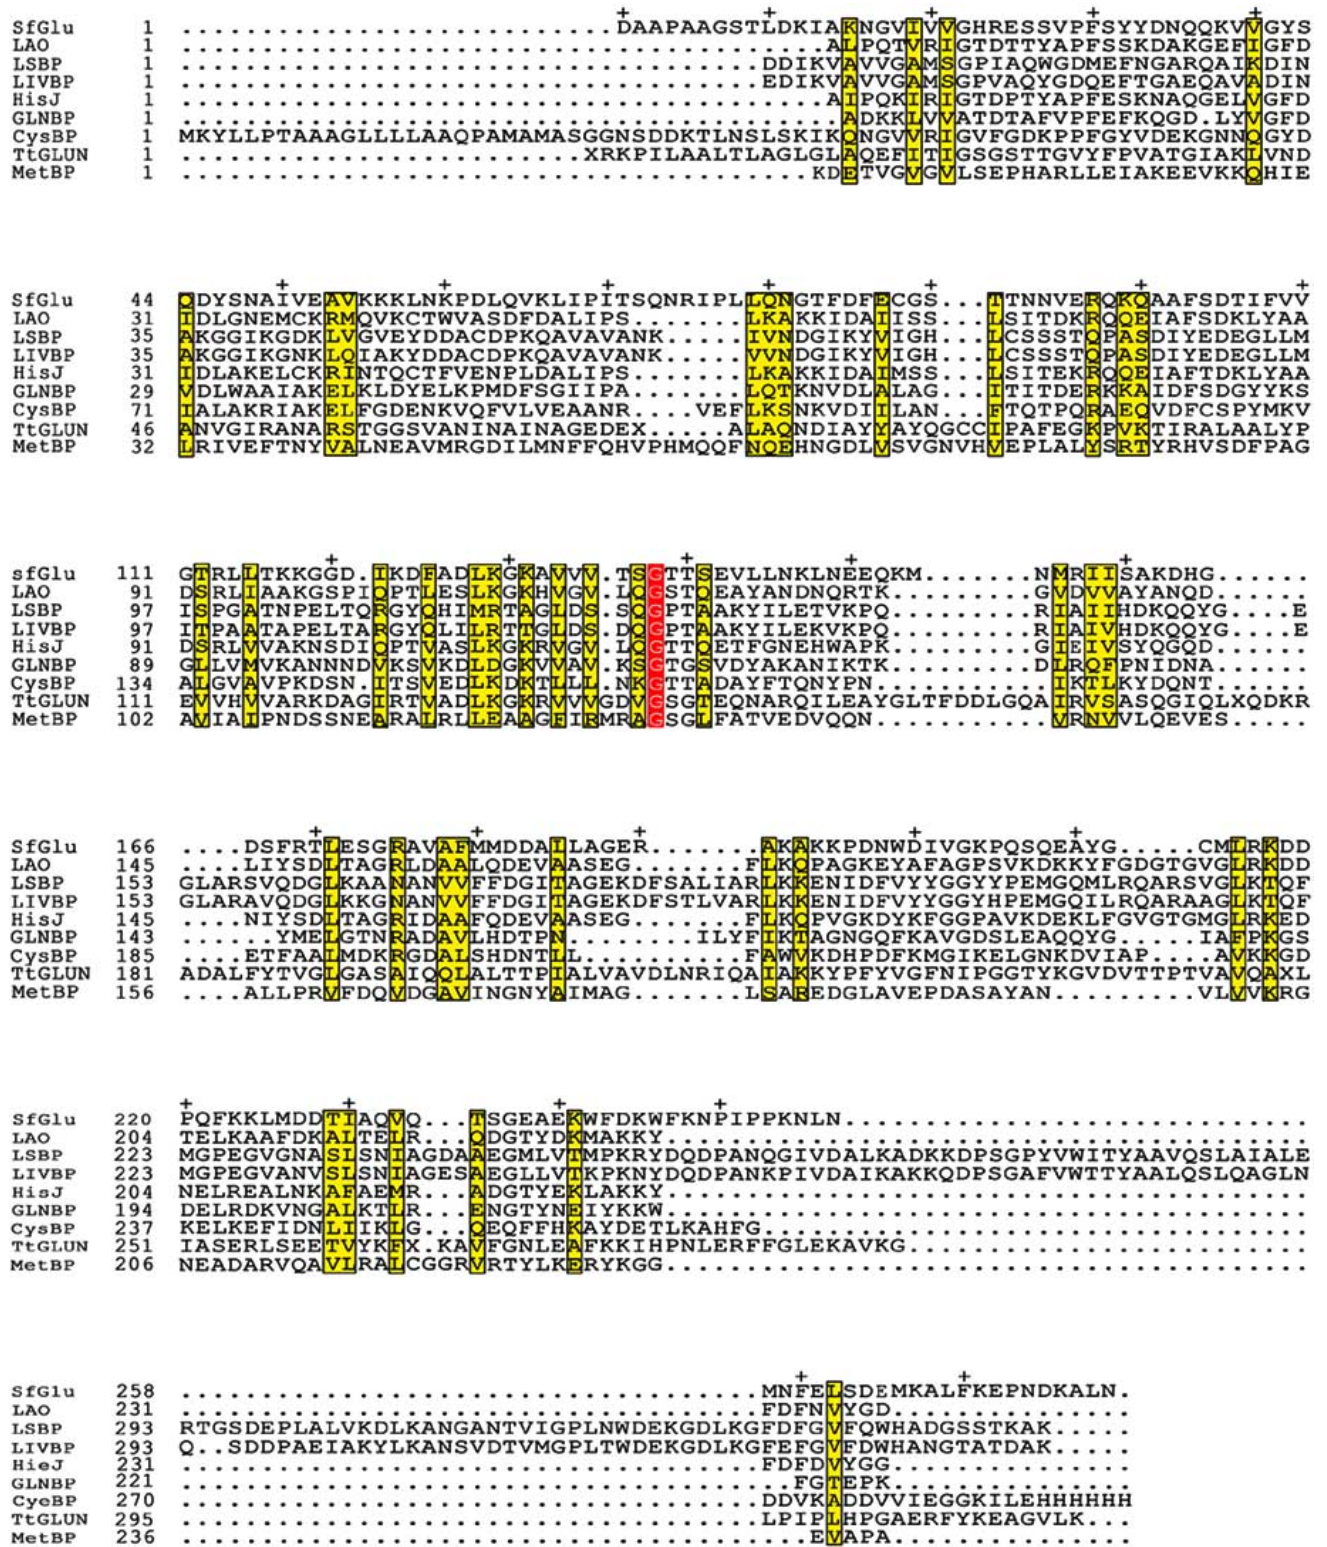 + + + + +
SfGlu 1 ...........................DAAPAAGSTLDKIAKNGVIVVGHRESSVPFSYYDNQQKVVGYS
LAO 1 ........................................ALPQTVRIGTDTTYAPFSSKDAKGEFIGFD
LSBP 1 ....................................DDIKVAVVGAMSGPIAQWGDMEFNGARQAIKDIN
LIVBP 1 ....................................EDIKVAVVGAMSGPVAQYGDQEFTGAEQAVADIN
HisJ 1 ........................................AIPQKIRIGTDPTYAPFESKNAQGELVGFD
GLNBP 1 .........................................ADKKLVVATDTAFVPFEFKQGD.LYVGFD
CysBP 1 MKYLLPTAAAGLLLLAAQPAMAMASGGNSDDKTLNSLSKIKQNGVVRIGVFGDKPPFGYVDEKGNNQGYD
TtGLUN 1 .........................XRKPILAALTLAGLGLAQEFITIGSGSTTGVYFPVATGIAKLVND
MetBP 1 .......................................KDETVGVGVLSEPHARLLEIAKEEVKKQHIE
+ + + + + + +
SfGlu 44 QDYSNAIVEAVKKKLNKPDLQVKLIPITSQNRIPLLQNGTFDFECGS...TTNNVERQKQAAFSDTIFVV
LAO 31 IDLGNEMCKRMQVKCTWVASDFDALIPS.......LKAKKIDAIISS...LSITDKRQQEIAFSDKLYAA
LSBP 35 AKGGIKGDKLVGVEYDDACDPKQAVAVANK.....IVNDGIKYVIGH...LCSSSTQPASDIYEDEGLLM
LIVBP 35 AKGGIKGNKLQIAKYDDACDPKQAVAVANK.....VVNDGIKYVIGH...LCSSSTQPASDIYEDEGLLM
HisJ 31 IDLAKELCKRINTQCTFVENPLDALIPS.......LKAKKIDAIMSS...LSITEKRQQEIAFTDKLYAA
GLNBP 29 VDLWAAIAKELKLDYELKPMDFSGIIPA.......LQTKNVDLALAG...ITITDERKKAIDFSDGYYKS
CysBP 71 IALAKRIAKELFGDENKVQFVLVEAANR....VEFLKSNKVDIILAN...FTQTPQRAEQVDFCSPYMKV
TtGLUN 46 ANVGIRANARSTGGSVANINAINAGEDEX......ALAQNDIAYYAYQGCCIPAFEGKPVKTIRALAALYP
MetBP 32 LRIVEFTNYVALNEAVMRGDILMNFFQHVPHMQQFNQEHNGDLVSVGNVHVEPLALYSRTYRHVSDFPAG
+ + + + +
sfGlu 111 GTRLLTKKGGD.IKDFADLKGKAVVV.TSGTTSEVLLNKLNEEQKM........NMRIISAKDHG......
LAO 91 DSRLIAAKGSPIQPTLESLKGKHVGV.LQGSTQEAYANDNQRTK.........GVDVVAYANQD......
LSBP 97 ISPGATNPELTQRGYQHIMRTAGLDS.SQGPTAAKYILETVKPQ.........RIAIIHDKQQYG....E
LIVBP 97 ITPAATAPELTARGYQLILRTTGLDS.DQGPTAAKYILEKVKPQ.........RIAIVHDKQQYG....E
HisJ 91 DSRLVVAKNSDIQPTVASLKGKRVGV.LQGTTQETFGNEHWAPK.........GIEIVSYQGQD......
GLNBP 89 GLLVMVKANNNDVKSVKDLDGKVVAV.KSGTGSVDYAKANIKTK.........DLRQFPNIDNA......
CysBP 134 ALGVAVPKDSN.ITSVEDLKDKTLLL.NKGTTADAYFTQNYPN...........IKTLKYDQNT......
TtGLUN 111 EVVHVVARKDAGIRTVADLKGKRVVVGDVGSGTEQNARQILEAYGLTFDDLGQAIRVSASQGIQLXQDKR
MetBP 102 AVIAIPNDSSNEARALRLLEAAGFIRMRAGSGLFATVEDVQQN...........VRNVVLQEVES.....
+ + + + +
SfGlu 166 ....DSFRTLESGRAVAFMMDDAILAGER.......AKAKKPDNWDIVGKPQSQEAYG.....CMLRKDD
LAO 145 ....LIYSDLTAGRLDAALQDEVAASEG........FLKQPAGKEYAFAGPSVKDKKYFGDGTGVGLRKDD
LSBP 153 GLARSVQDGLKAANANVVFFDGITAGEKDFSALIARLKKENIDFVYYGGYYPEMGQMLRQARSVGLKTQF
LIVBP 153 GLARAVQDGLKKGNANVVFFDGITAGEKDFSTLVARLKKENIDFVYYGGYHPEMGQILRQARAAGLKTQF
HisJ 145 ....NIYSDLTAGRIDAAFQDEVAASEG........FLKQPVGKDYKFGGPAVKDEKLFGVGTGMGLRKED
GLNBP 143 ......YMELGTNRADAVLHDTPN........ILYFIKTAGNGQFKAVGDSLEAQQYG.....IAFPKGS
CysBP 185 ....ETFAALMDKRGDALSHDNTLL..........FAWVKDHPDFKMGIKELGNKDVIAP....AVKKGD
TtGLUN 181 ADALFYTVGLGASAIQQLALTTPIALVAVDLNRIQAIAKKYPFYVGFNIPGGTYKGVDVTTPTVAVQAXL
MetBP 156 ....ALLPRVFDQVDGAVINGNYAIMAG.......LSAREDGLAVEPDASAYAN.........VLVVKRG
+ + + +
SfGlu 220 PQFKKLMDDTIAQVQ...TSGEAEKWFDKWFKNPIPPKNLN.............................
LAO 204 TELKAAFDKALTELR...QDGTYDKMAKKY........................................
LSBP 223 MGPEGVGNASLSNIAGDAAEGMLVTMPKRYDQDPANQGIVDALKADKKDPSGPYVWITYAAVQSLAIALE
LIVBP 223 MGPEGVANVSLSNIAGESAEGLLVTKPKNYDQDPANKPIVDAIKAKKQDPSGAFVWTTYAALQSLQAGLN
HisJ 204 NELREALNKAFAEMR...ADGTYEKLAKKY........................................
GLNBP 194 DELRDKVNGALKTLR...ENGTYNEIYKKW........................................
CysBP 237 KELKEFIDNLIIKLG...QEQFFHKAYDETLKAHFG..................................
TtGLUN 251 IASERLSEETVYKFX.KAVFGNLEAFKKIHPNLERFFGLEKAVKG.........................
MetBP 206 NEADARVQAVLRALCGGRVRTYLKERYKGG........................................
+ +
SfGlu 258 ....................................MNFELSDEMKALFKEPNDKALN.
LAO 231 ....................................FDFNVYGD...............
LSBP 293 RTGSDEPLALVKDLKANGANTVIGPLNWDEKGDLKGFDFGVFQWHADGSSTKAK.....
LIVBP 293 Q..SDDPAEIAKYLKANSVDTVMGPLTWDEKGDLKGFEFGVFDWHANGTATDAK.....
HieJ 231 ....................................FDFDVYGG...............
GLNBP 221 ......................................FGTEPK...............
CyeBP 270 ....................................DDVKADDVVIEGGKILEHHHHHH
TtGLUN 295 ....................................LPIPLHPGAERFYKEAGVLK...
MetBP 236 .......................................EVAPA...............